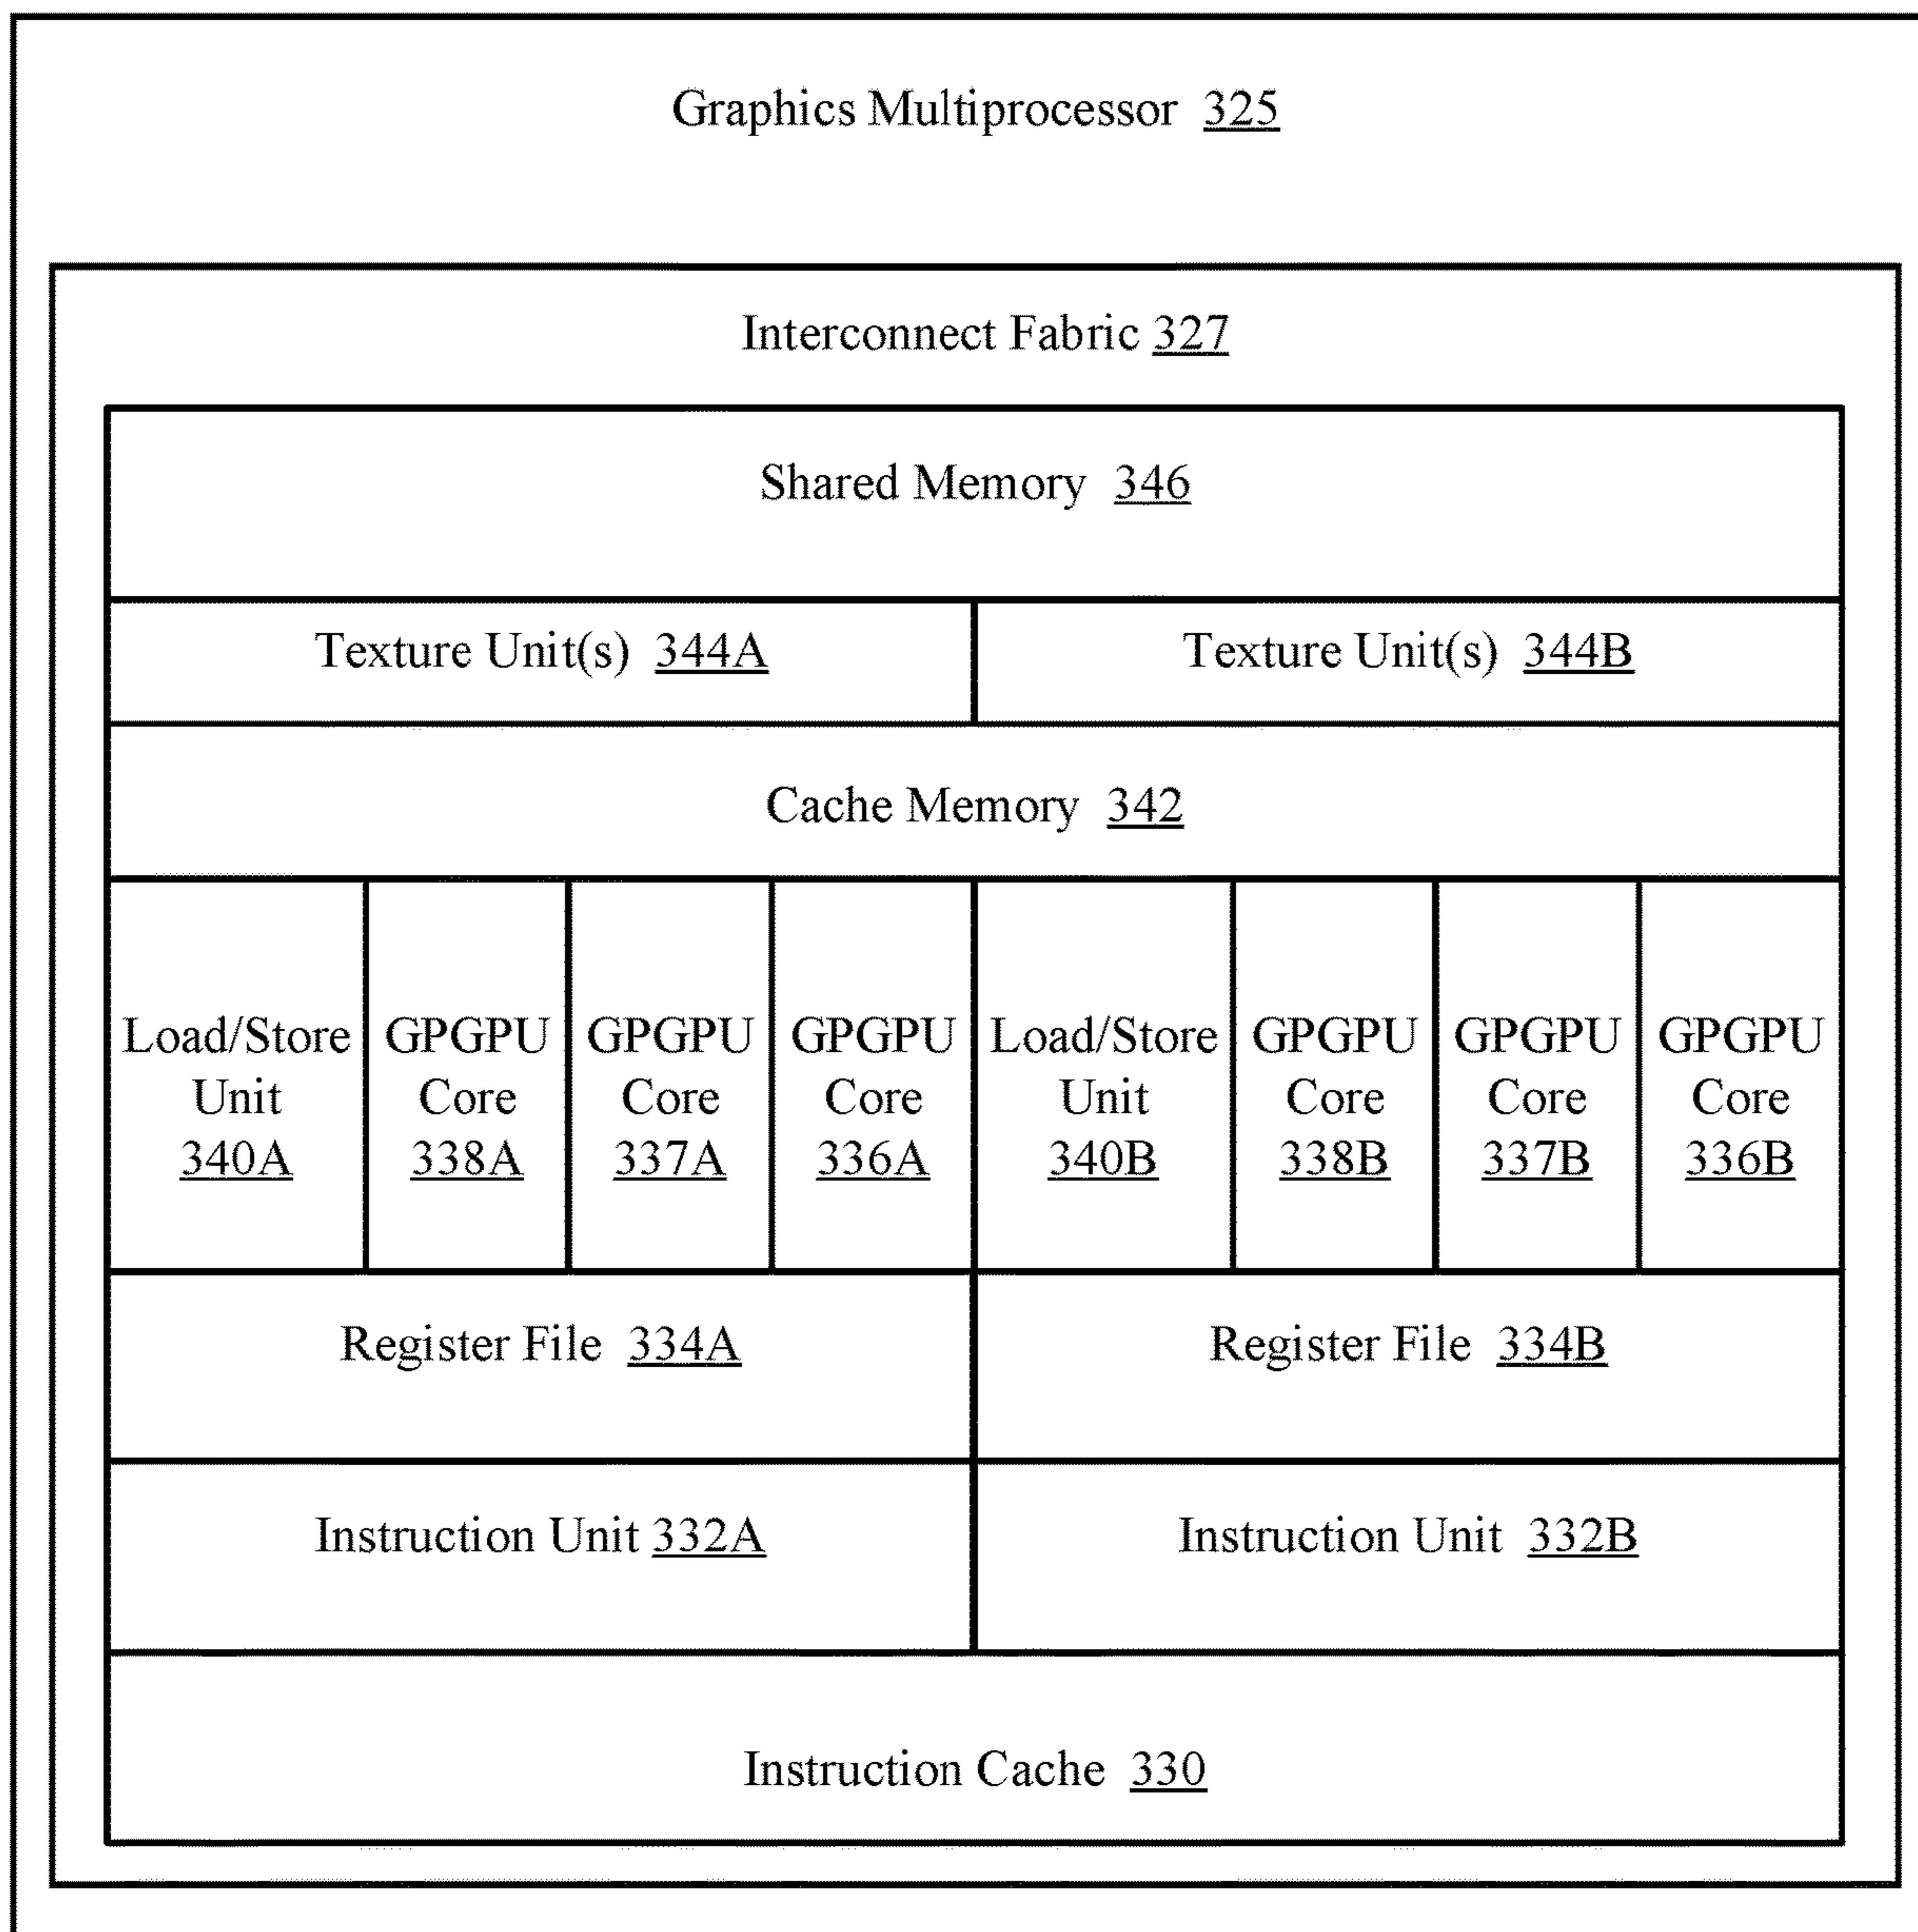 Graphics Multiprocessor 325
Interconnect Fabric 327
Shared Memory 346
Texture Unit(s) 344A
Texture Unit(s) 344B
Cache Memory 342
Load/Store
Unit
340A
GPGPU
Core
338A
GPGPU
Core
337A
GPGPU
Core
336A
Load/Store
Unit
340B
GPGPU
Core
338B
GPGPU
Core
337B
GPGPU
Core
336B
Register File 334A
Register File 334B
Instruction Unit 332A
Instruction Unit 332B
Instruction Cache 330